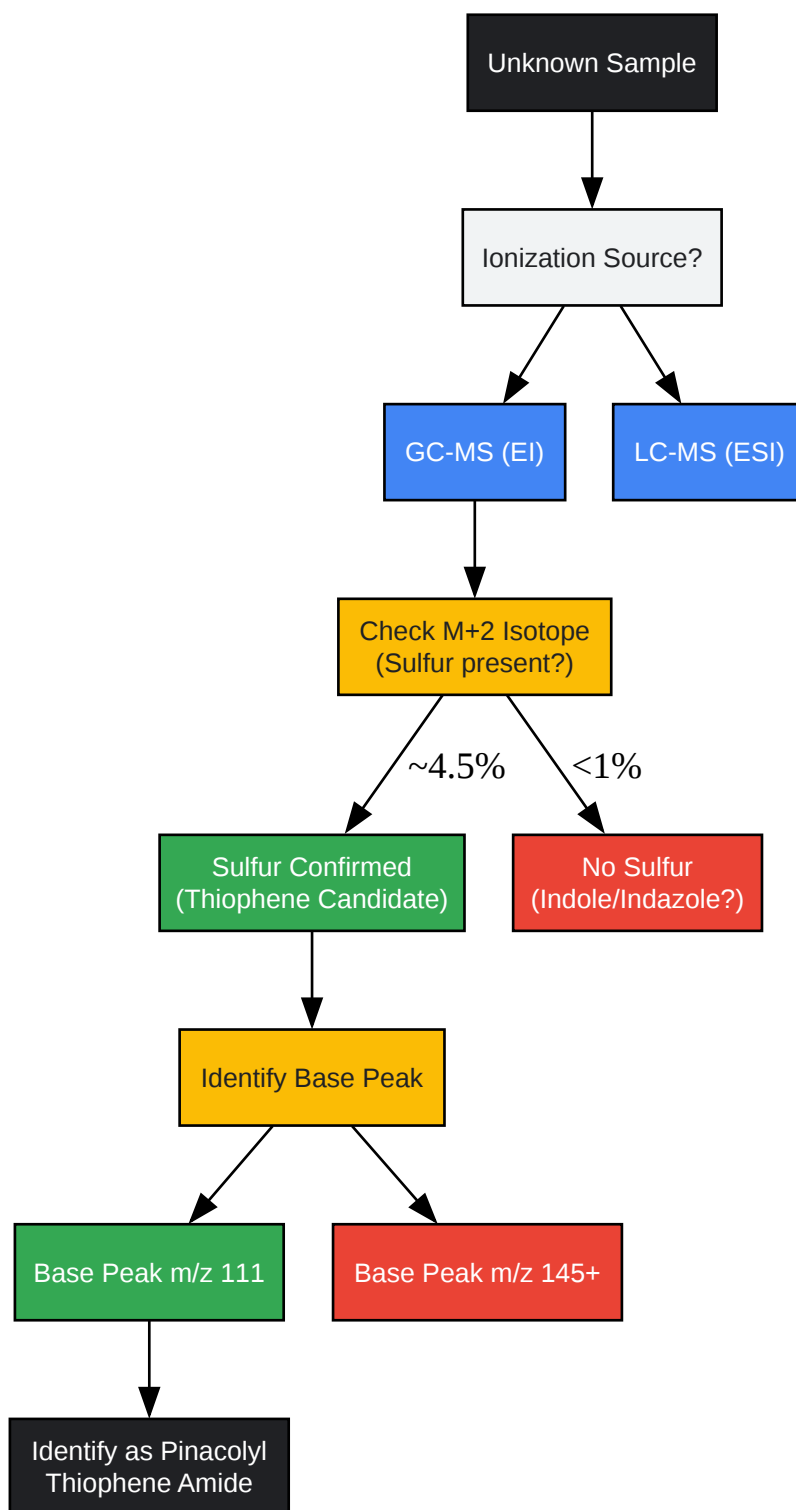 Unknown Sample
Ionization Source?
GC-MS (EI)
LC-MS (ESI)
Check M+2 Isotope
(Sulfur present?)
~4.5%
<1%
Sulfur Confirmed
(Thiophene Candidate)
No Sulfur
(Indole/Indazole?)
Identify Base Peak
Base Peak m/z 111
Base Peak m/z 145+
Identify as Pinacolyl
Thiophene Amide